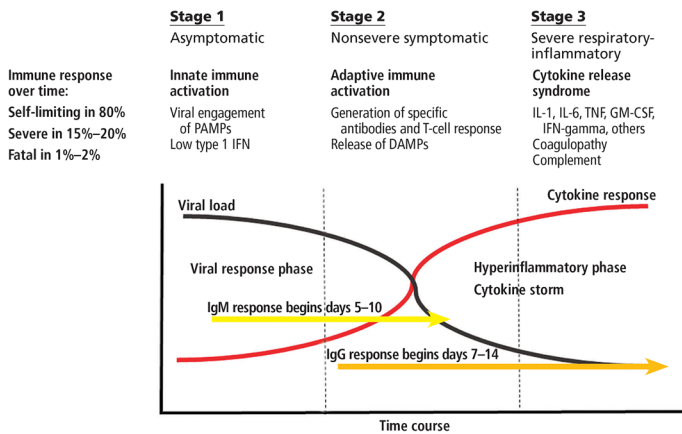 Stage 1
Asymptomatic
Stage 2
Nonsevere symptomatic
Stage 3
Severe respiratory-
inflammatory
Immune response
over time:
Self-limiting in 80%
Severe in 15%–20%
Fatal in 1%–2%
Innate immune
activation
Viral engagement
of PAMPs
Low type 1 IFN
Adaptive immune
activation
Generation of specific
antibodies and T-cell response
Release of DAMPs
Cytokine release
syndrome
IL-1, IL-6, TNF, GM-CSF,
IFN-gamma, others
Coagulopathy
Complement
Viral load
Cytokine response
Viral response phase
Hyperinflammatory phase
Cytokine storm
IgM response begins days 5–10
IgG response begins days 7–14
Time course